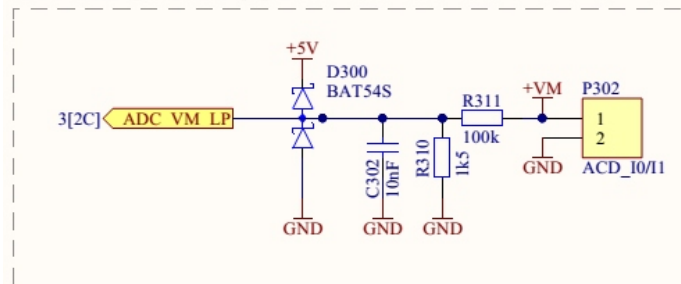 +5V
D300
BAT54S
3[2C]
ADC_VM_LP
C302
10nF
R310
1k5
R311
100k
+VM
P302
1
2
ACD_I0/I1
GND
GND
GND
GND